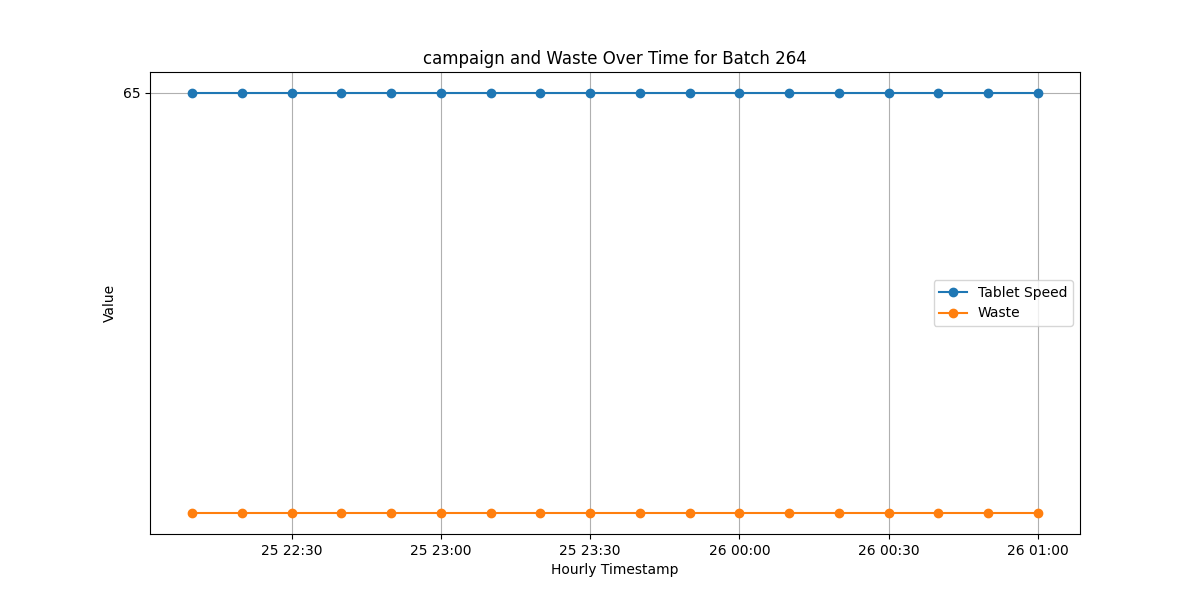 campaign and Waste Over Time for Batch 264
65
Value
Tablet Speed
Waste
25 22:30
25 23:00
25 23:30
26 00:00
26 00:30
26 01:00
Hourly Timestamp